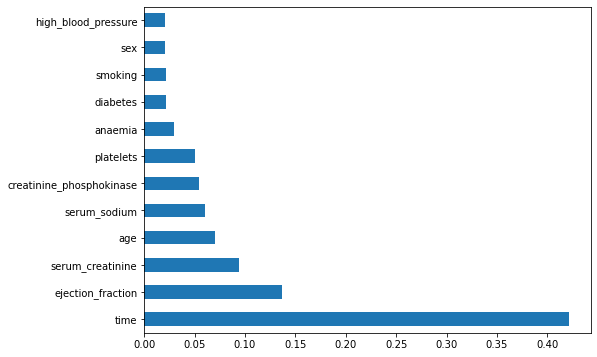 high_blood_pressure
sex
smoking
diabetes
anaemia
platelets
creatinine_phosphokinase
serum_sodium
age
serum_creatinine
ejection_fraction
time
0.00 0.05 0.10 0.15 0.20 0.25 0.30 0.35 0.40